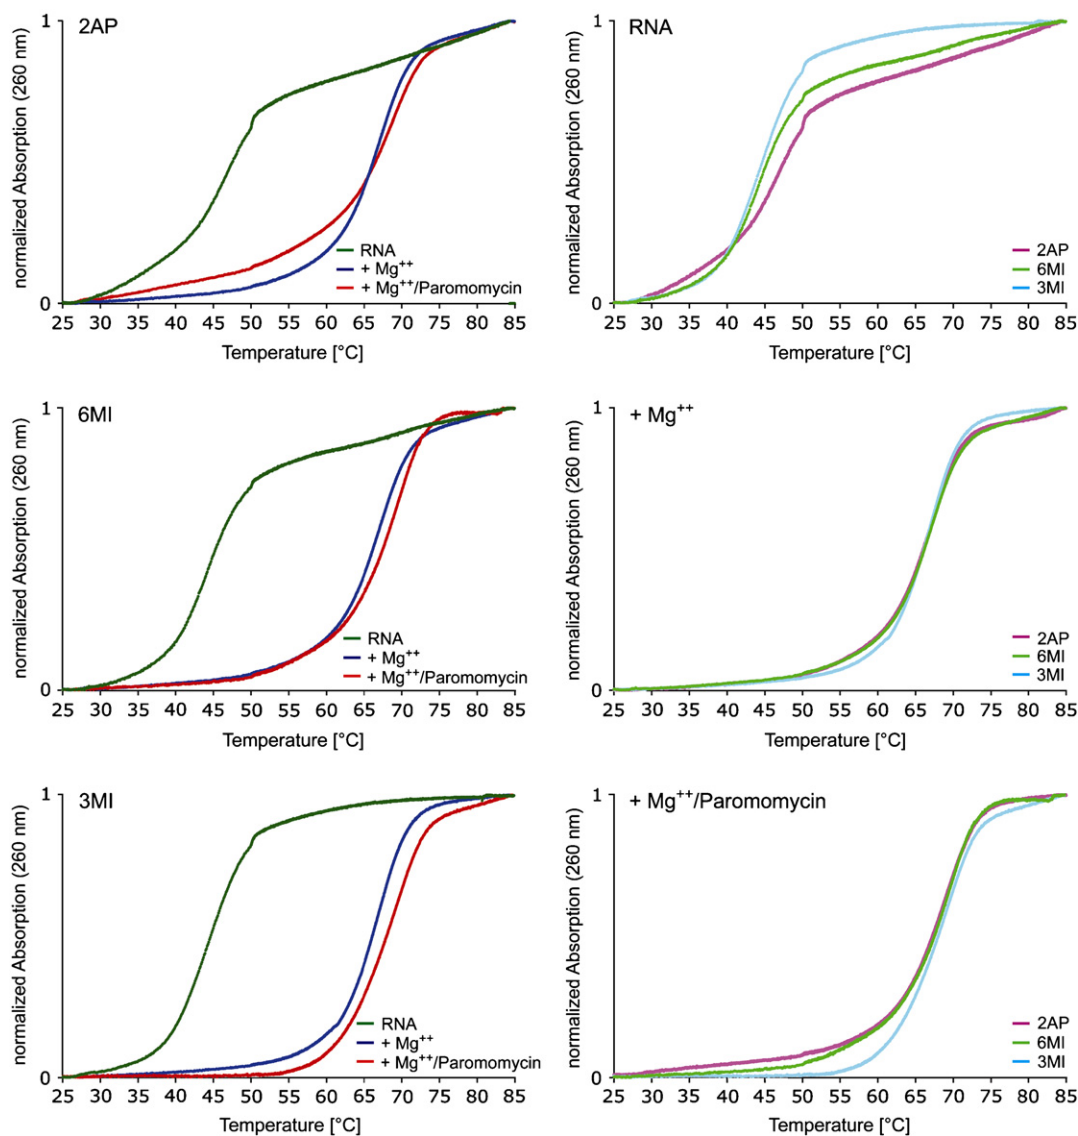 2AP
normalized Absorption (260 nm)
1
0
RNA
+ Mg++
+ Mg++/Paromomycin
25 30 35 40 45 50 55 60 65 70 75 80 85
Temperature [°C]
RNA
normalized Absorption (260 nm)
1
0
2AP
6MI
3MI
25 30 35 40 45 50 55 60 65 70 75 80 85
Temperature [°C]
6MI
normalized Absorption (260 nm)
1
0
RNA
+ Mg++
+ Mg++/Paromomycin
25 30 35 40 45 50 55 60 65 70 75 80 85
Temperature [°C]
+ Mg++
normalized Absorption (260 nm)
1
0
2AP
6MI
3MI
25 30 35 40 45 50 55 60 65 70 75 80 85
Temperature [°C]
3MI
normalized Absorption (260 nm)
1
0
RNA
+ Mg++
+ Mg++/Paromomycin
25 30 35 40 45 50 55 60 65 70 75 80 85
Temperature [°C]
+ Mg++/Paromomycin
normalized Absorption (260 nm)
1
0
2AP
6MI
3MI
25 30 35 40 45 50 55 60 65 70 75 80 85
Temperature [°C]